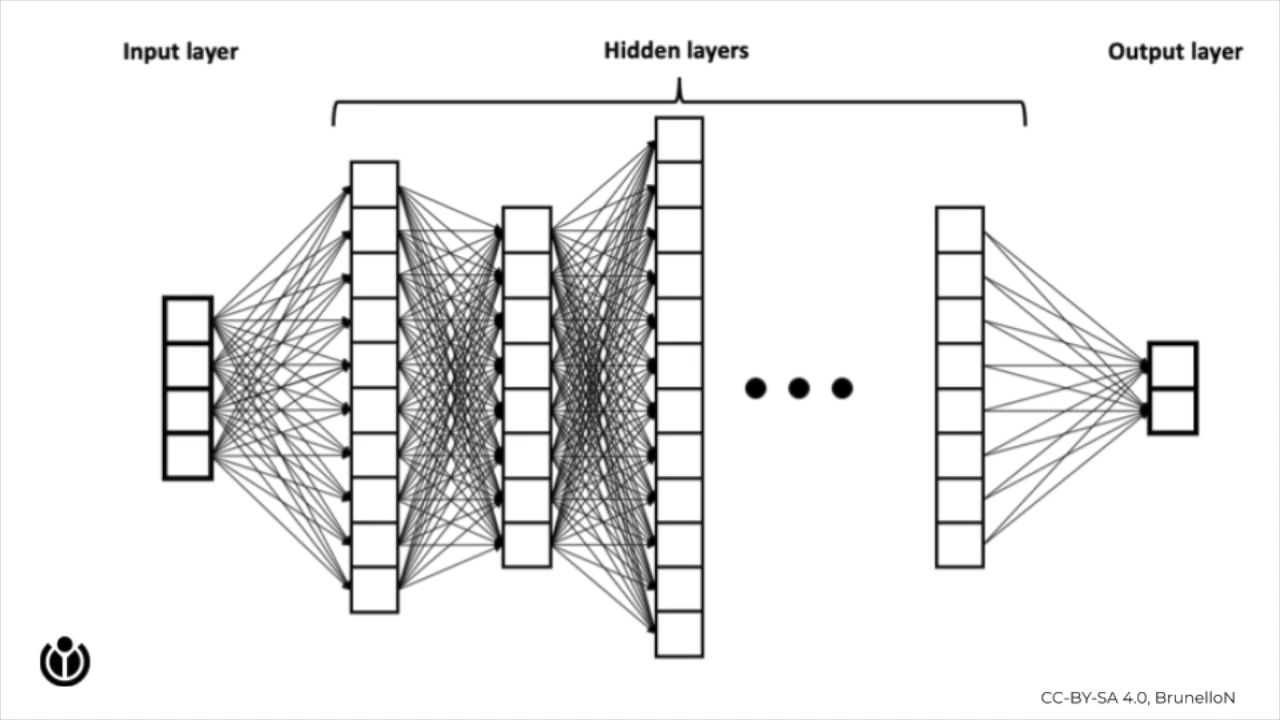 Input layer
Hidden layers
Output layer
CC-BY-SA 4.0, BrunelloN